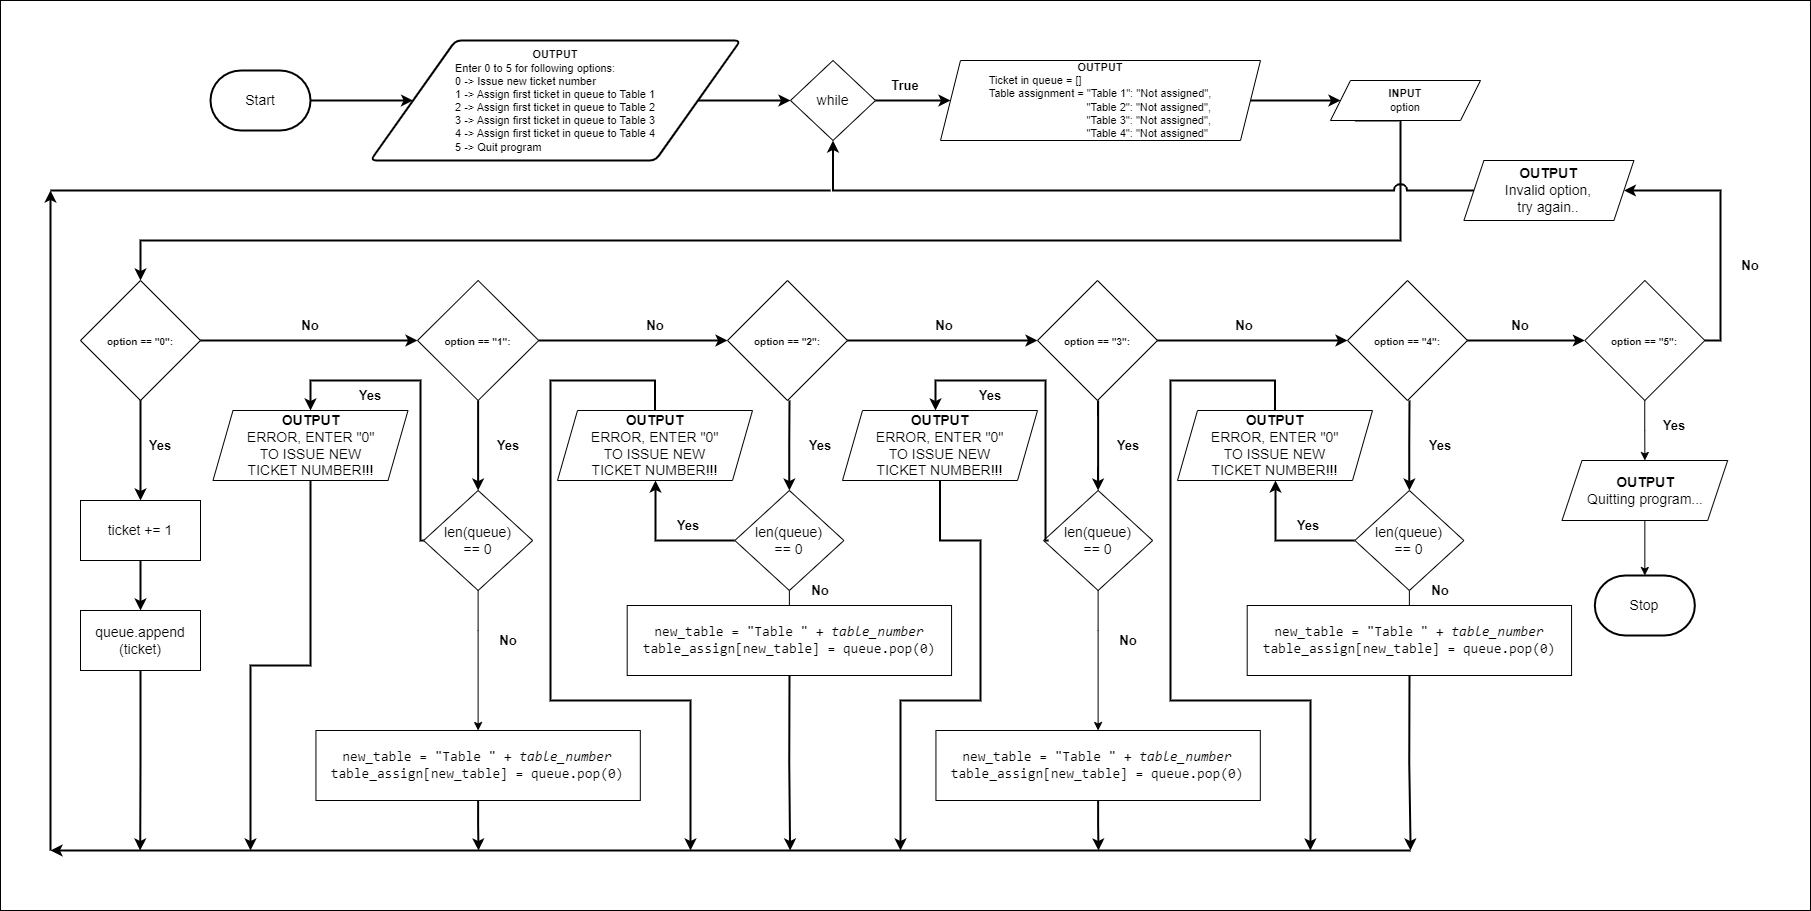 Start
OUTPUT
Enter 0 to 5 for following options:
0 -> Issue new ticket number
1 -> Assign first ticket in queue to Table 1
2 -> Assign first ticket in queue to Table 2
3 -> Assign first ticket in queue to Table 3
4 -> Assign first ticket in queue to Table 4
5 -> Quit program
while
True
OUTPUT
Ticket in queue = []
Table assignment = "Table 1": "Not assigned",
"Table 2": "Not assigned",
"Table 3": "Not assigned",
"Table 4": "Not assigned"
INPUT
option
OUTPUT
Invalid option,
try again..
No
option == "0":
No
option == "1":
No
option == "2":
No
option == "3":
No
option == "4":
No
option == "5":
Yes
ticket += 1
queue.append
(ticket)
Yes
OUTPUT
ERROR, ENTER "0"
TO ISSUE NEW
TICKET NUMBER!!!
Yes
len(queue)
== 0
No
new_table = "Table " + table_number
table_assign[new_table] = queue.pop(0)
OUTPUT
ERROR, ENTER "0"
TO ISSUE NEW
TICKET NUMBER!!!
Yes
Yes
len(queue)
== 0
No
new_table = "Table " + table_number
table_assign[new_table] = queue.pop(0)
Yes
OUTPUT
ERROR, ENTER "0"
TO ISSUE NEW
TICKET NUMBER!!!
Yes
len(queue)
== 0
No
new_table = "Table " + table_number
table_assign[new_table] = queue.pop(0)
OUTPUT
ERROR, ENTER "0"
TO ISSUE NEW
TICKET NUMBER!!!
Yes
Yes
len(queue)
== 0
No
new_table = "Table " + table_number
table_assign[new_table] = queue.pop(0)
Yes
OUTPUT
Quitting program...
Stop